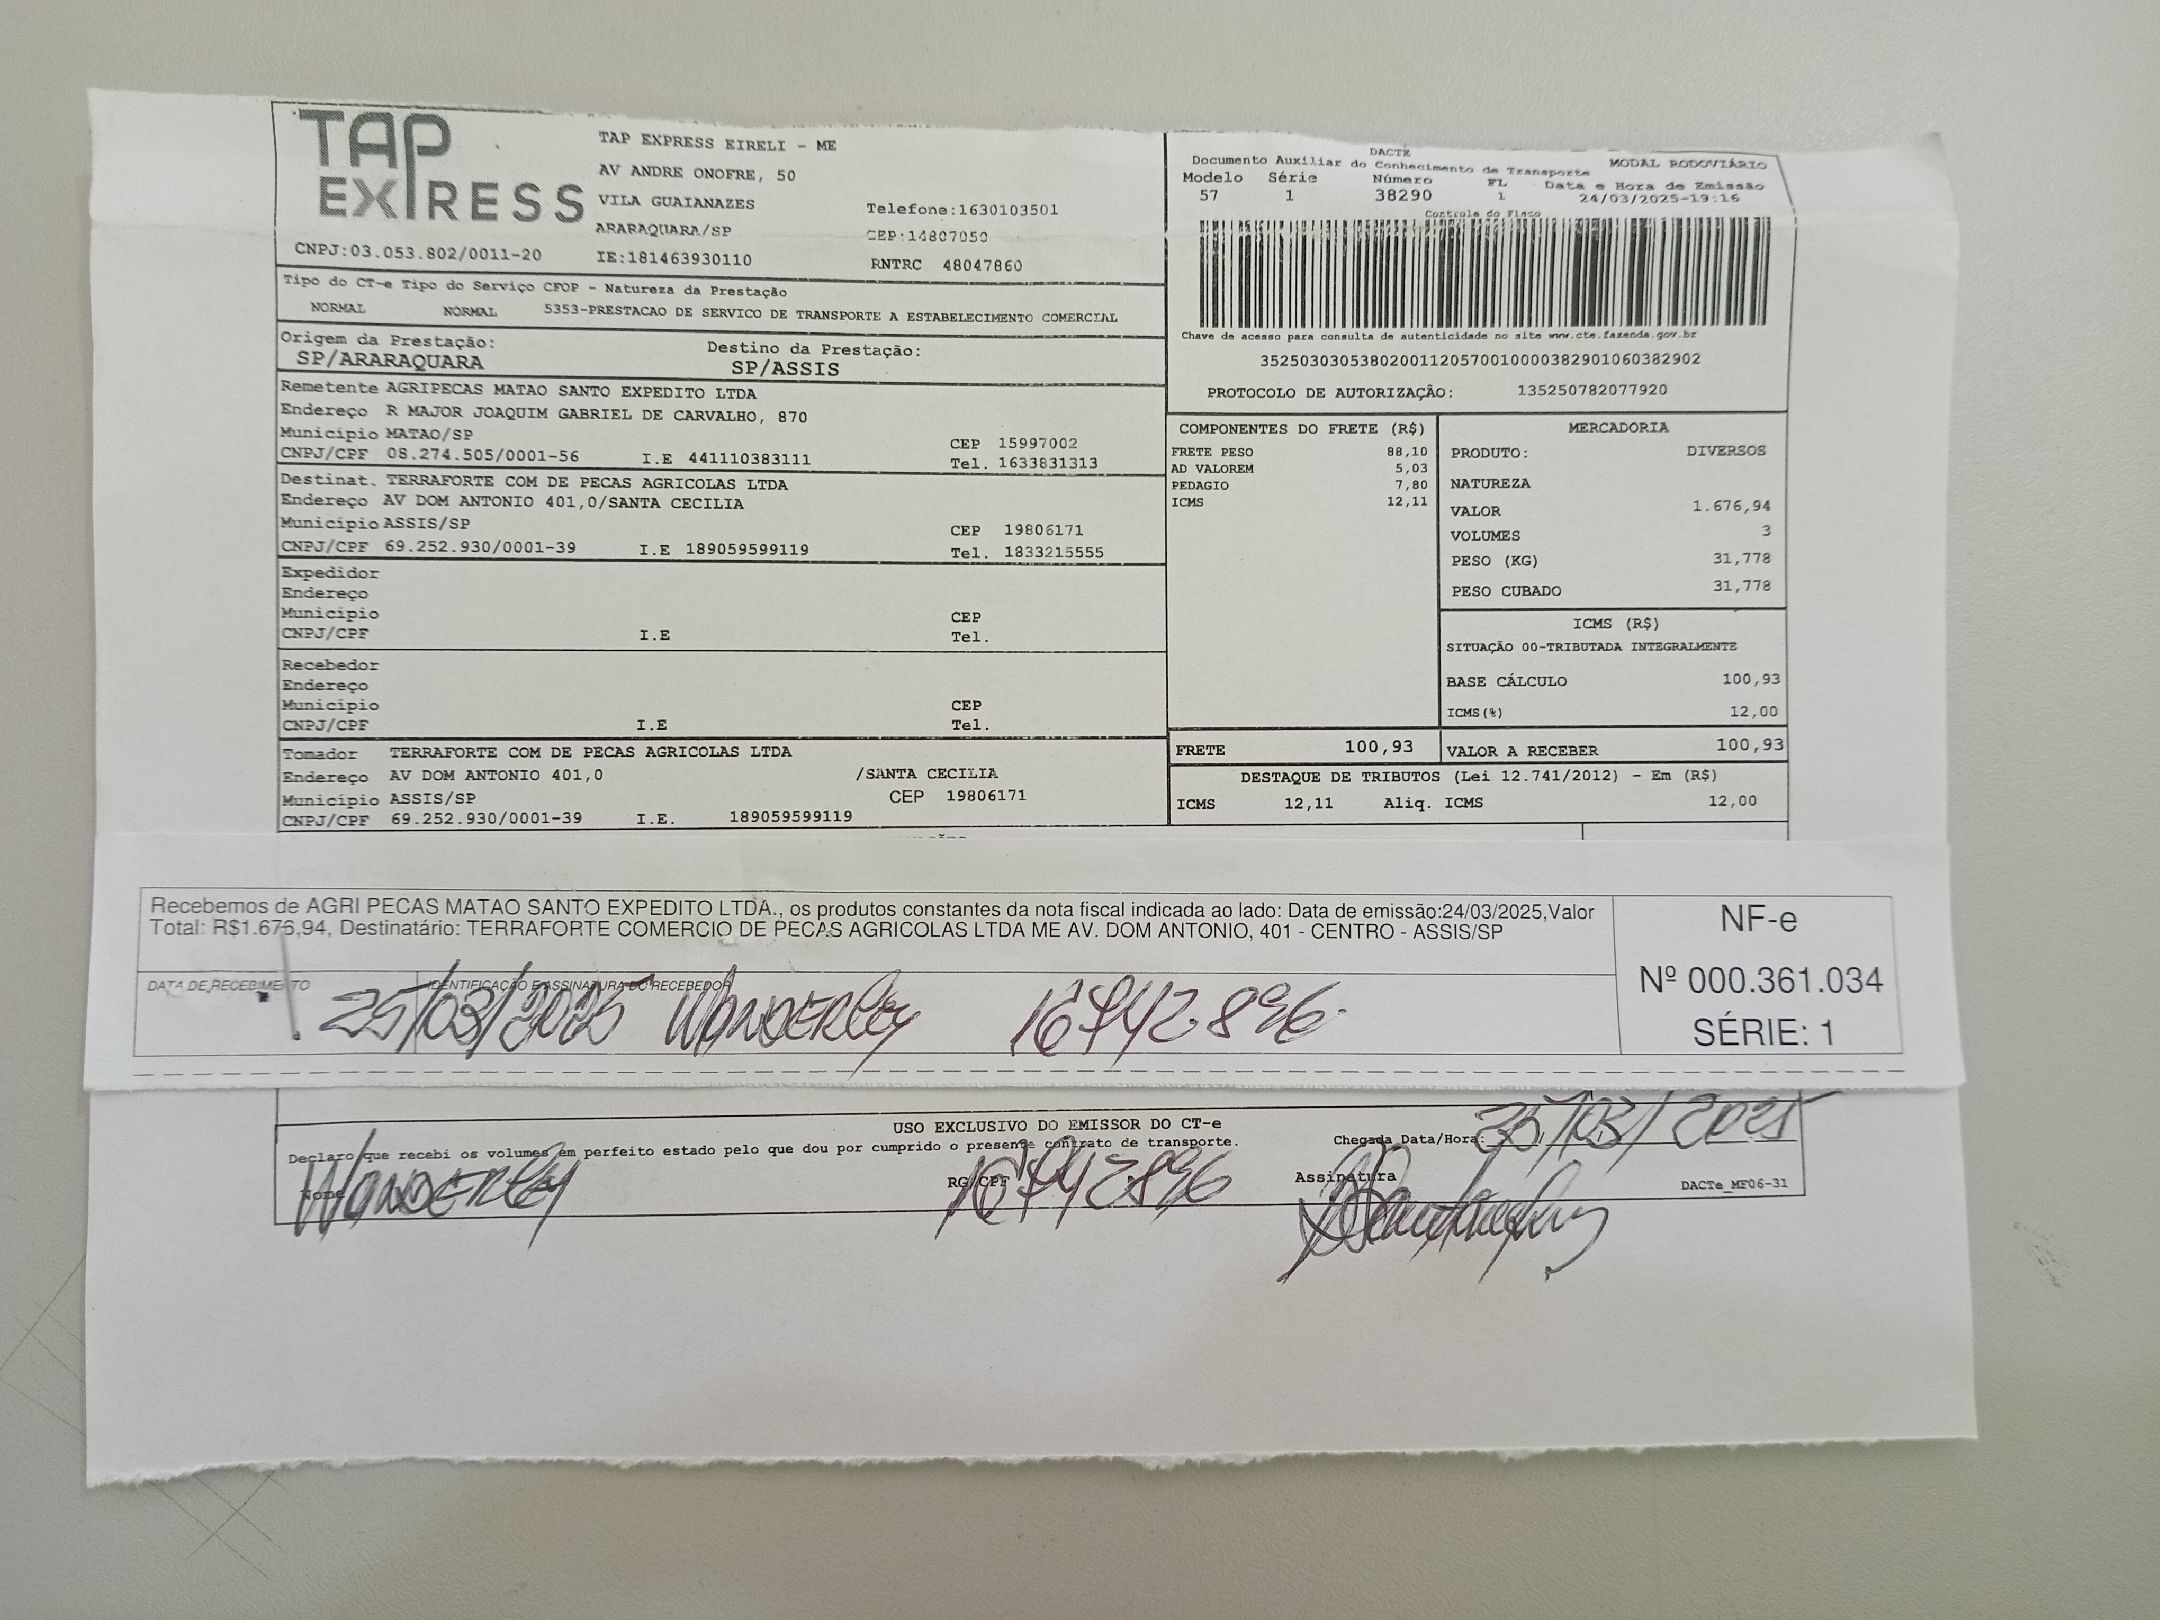 TAP EXPRESS
TAP EXPRESS EIRELI - ME
AV ANDRE ONOFRE, 50
VILA GUAIANAZES Telefone:1630103501
ARARAQUARA/SP CEP:14807050
CNPJ:03.053.802/0011-20 IE:181463930110 RNTRC 48047860
DACTE
Documento Auxiliar do Conhecimento de Transporte MODAL RODOVIÁRIO
Modelo Série Número FL Data e Hora de Emissão
57 1 38290 1 24/03/2025-19:16
Controle do Fisco
Chave de acesso para consulta de autenticidade no site www.cte.fazenda.gov.br
35250303053802001120570010000382901060382902
PROTOCOLO DE AUTORIZAÇÃO: 135250782077920
Tipo do CT-e Tipo do Serviço CFOP - Natureza da Prestação
NORMAL NORMAL 5353-PRESTACAO DE SERVICO DE TRANSPORTE A ESTABELECIMENTO COMERCIAL
Origem da Prestação: Destino da Prestação:
SP/ARARAQUARA SP/ASSIS
Remetente AGRIPECAS MATAO SANTO EXPEDITO LTDA
Endereço R MAJOR JOAQUIM GABRIEL DE CARVALHO, 870
Município MATAO/SP CEP 15997002
CNPJ/CPF 08.274.505/0001-56 I.E 441110383111 Tel. 1633831313
Destinat. TERRAFORTE COM DE PECAS AGRICOLAS LTDA
Endereço AV DOM ANTONIO 401,0/SANTA CECILIA
Município ASSIS/SP CEP 19806171
CNPJ/CPF 69.252.930/0001-39 I.E 189059599119 Tel. 1833215555
Expedidor
Endereço
Município CEP
CNPJ/CPF I.E Tel.
Recebedor
Endereço
Município CEP
CNPJ/CPF I.E Tel.
Tomador TERRAFORTE COM DE PECAS AGRICOLAS LTDA
Endereço AV DOM ANTONIO 401,0 /SANTA CECILIA
Município ASSIS/SP CEP 19806171
CNPJ/CPF 69.252.930/0001-39 I.E. 189059599119
COMPONENTES DO FRETE (R$)
FRETE PESO 88,10
AD VALOREM 5,03
PEDAGIO 7,80
ICMS 12,11
MERCADORIA
PRODUTO: DIVERSOS
NATUREZA
VALOR 1.676,94
VOLUMES 3
PESO (KG) 31,778
PESO CUBADO 31,778
ICMS (R$)
SITUAÇÃO 00-TRIBUTADA INTEGRALMENTE
BASE CÁLCULO 100,93
ICMS(%) 12,00
FRETE 100,93 VALOR A RECEBER 100,93
DESTAQUE DE TRIBUTOS (Lei 12.741/2012) - Em (R$)
ICMS 12,11 Aliq. ICMS 12,00
Recebemos de AGRI PECAS MATAO SANTO EXPEDITO LTDA., os produtos constantes da nota fiscal indicada ao lado: Data de emissão:24/03/2025,Valor
Total: R$1.676,94, Destinatário: TERRAFORTE COMERCIO DE PECAS AGRICOLAS LTDA ME AV. DOM ANTONIO, 401 - CENTRO - ASSIS/SP
DATA DE RECEBIMENTO IDENTIFICAÇÃO E ASSINATURA DO RECEBEDOR
25/03/2025 WANDERLEY 16742.896
NF-e
Nº 000.361.034
SÉRIE: 1
USO EXCLUSIVO DO EMISSOR DO CT-e
Declaro que recebi os volumes em perfeito estado pelo que dou por cumprido o presente contrato de transporte. Chegada Data/Hora: 25/03/2025
Nome WANDERLEY RG/CPF 16742.896 Assinatura
DACTe_MF06-31